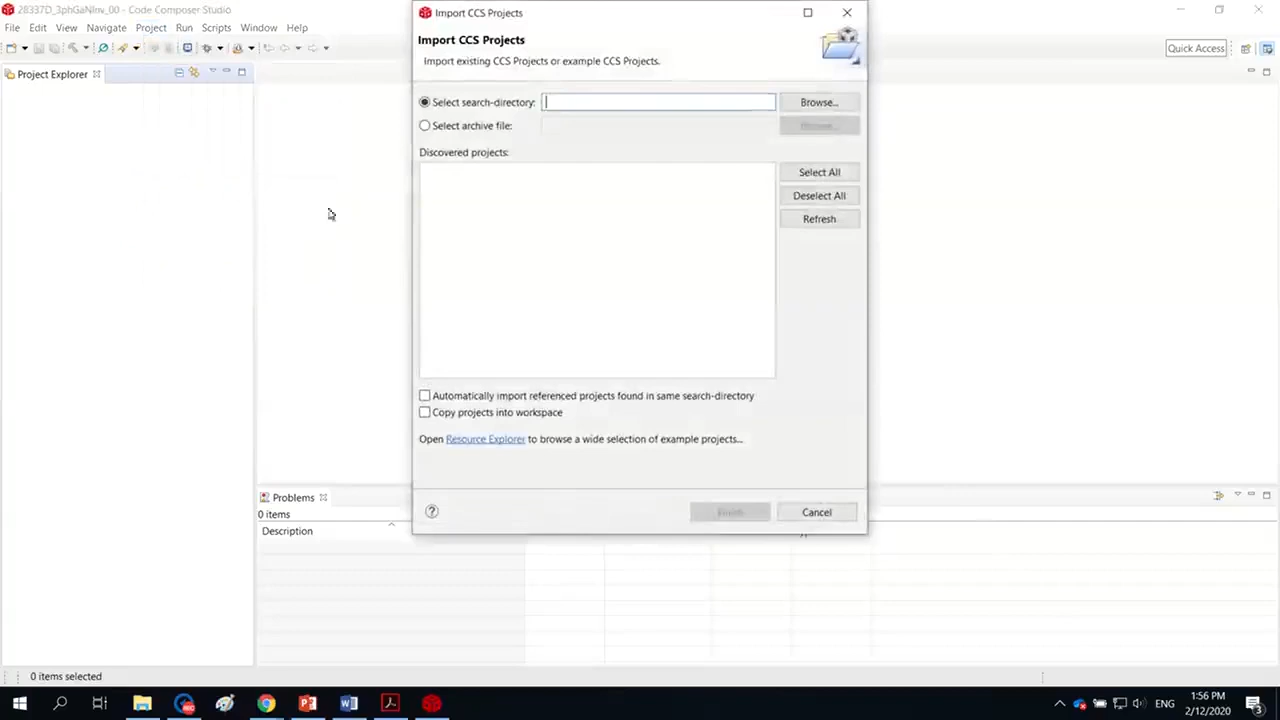 28337D_3phGaNInv_00 - Code Composer Studio
File Edit View Navigate Project Run Scripts Window Help
Quick Access
Project Explorer
Import CCS Projects
Import CCS Projects
Import existing CCS Projects or example CCS Projects.
Select search-directory:
Browse...
Select archive file:
Browse...
Discovered projects:
Select All
Deselect All
Refresh
Automatically import referenced projects found in same search-directory
Copy projects into workspace
Open Resource Explorer to browse a wide selection of example projects...
?
Finish
Cancel
Problems
0 items
Description
0 items selected
ENG
1:56 PM
2/12/2020
3